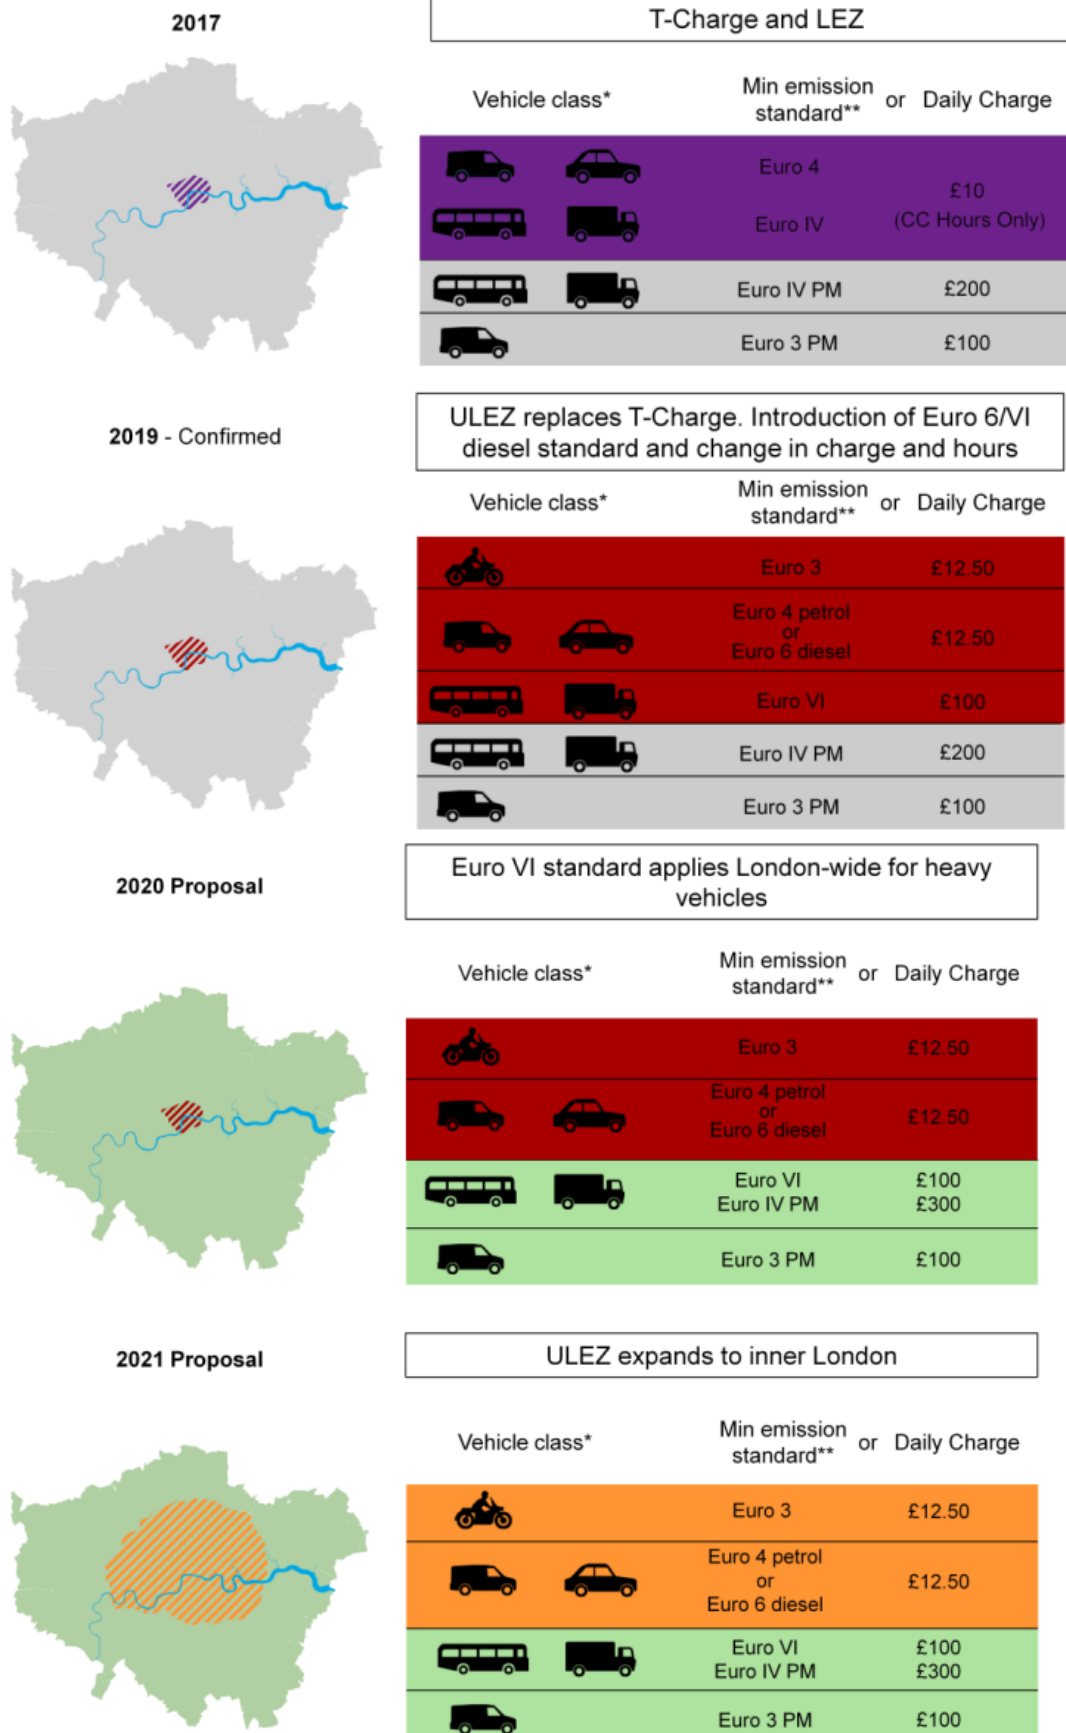 2017
T-Charge and LEZ
Vehicle class*
Min emission
standard**
or
Daily Charge
Euro 4
Euro IV
£10
(CC Hours Only)
Euro IV PM
£200
Euro 3 PM
£100
2019 - Confirmed
ULEZ replaces T-Charge. Introduction of Euro 6/VI
diesel standard and change in charge and hours
Vehicle class*
Min emission
standard**
or
Daily Charge
Euro 3
£12.50
Euro 4 petrol
or
Euro 6 diesel
£12.50
Euro VI
£100
Euro IV PM
£200
Euro 3 PM
£100
2020 Proposal
Euro VI standard applies London-wide for heavy
vehicles
Vehicle class*
Min emission
standard**
or
Daily Charge
Euro 3
£12.50
Euro 4 petrol
or
Euro 6 diesel
£12.50
Euro VI
£100
Euro IV PM
£300
Euro 3 PM
£100
2021 Proposal
ULEZ expands to inner London
Vehicle class*
Min emission
standard**
or
Daily Charge
Euro 3
£12.50
Euro 4 petrol
or
Euro 6 diesel
£12.50
Euro VI
£100
Euro IV PM
£300
Euro 3 PM
£100